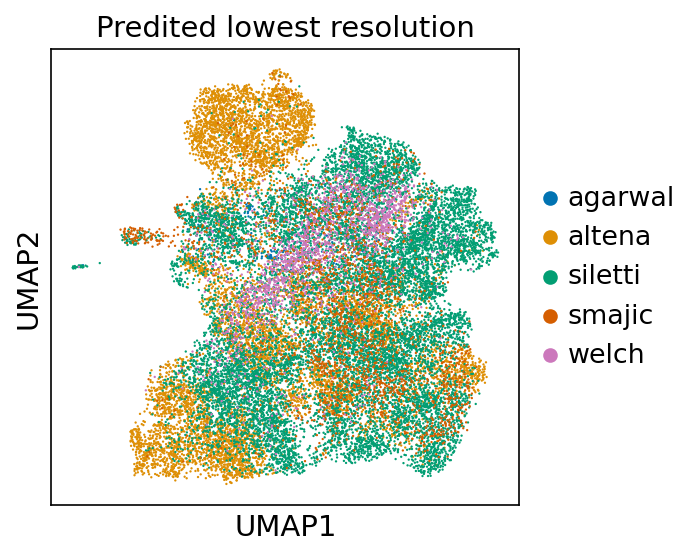 Predited lowest resolution
UMAP2
agarwal
altena
siletti
smajic
welch
UMAP1